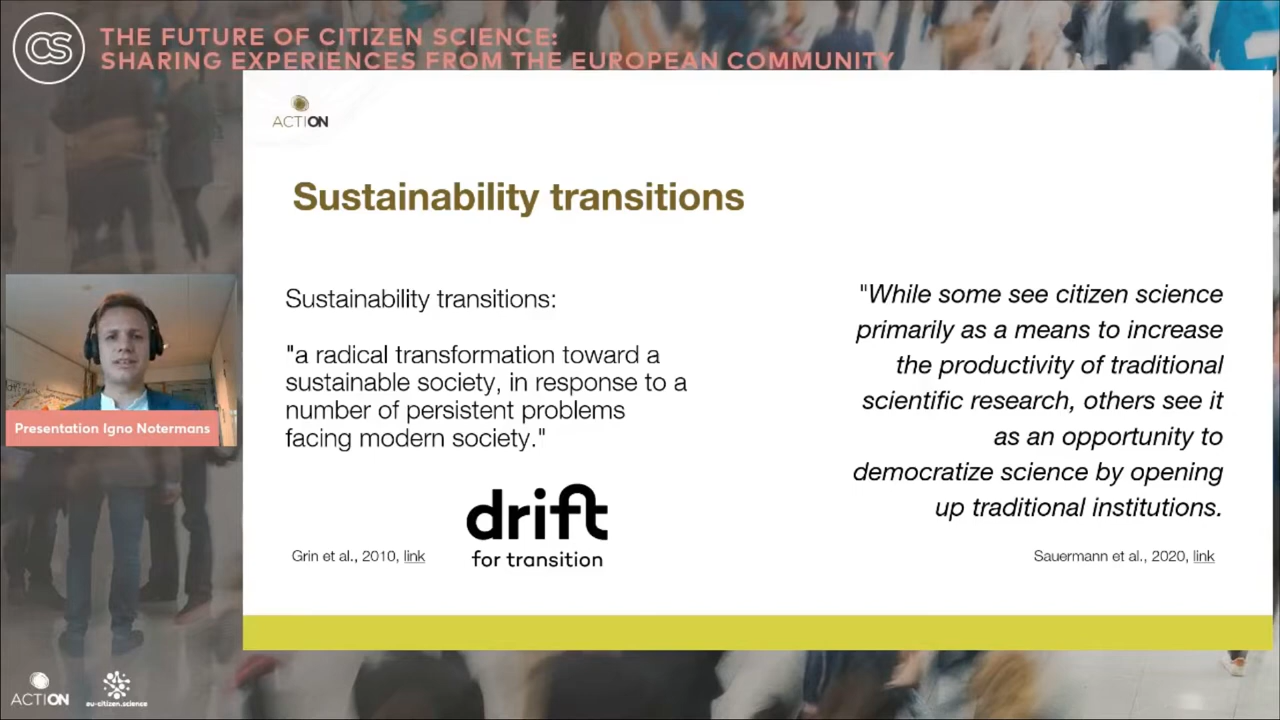 CS
THE FUTURE OF CITIZEN SCIENCE:
SHARING EXPERIENCES FROM THE EUROPEAN COMMUNITY
ACTION
Sustainability transitions
Sustainability transitions:
"a radical transformation toward a
sustainable society, in response to a
number of persistent problems
facing modern society."
drift
for transition
Grin et al., 2010, link
"While some see citizen science
primarily as a means to increase
the productivity of traditional
scientific research, others see it
as an opportunity to
democratize science by opening
up traditional institutions.
Sauermann et al., 2020, link
Presentation Igno Notermans
ACTION
eu-citizen.science